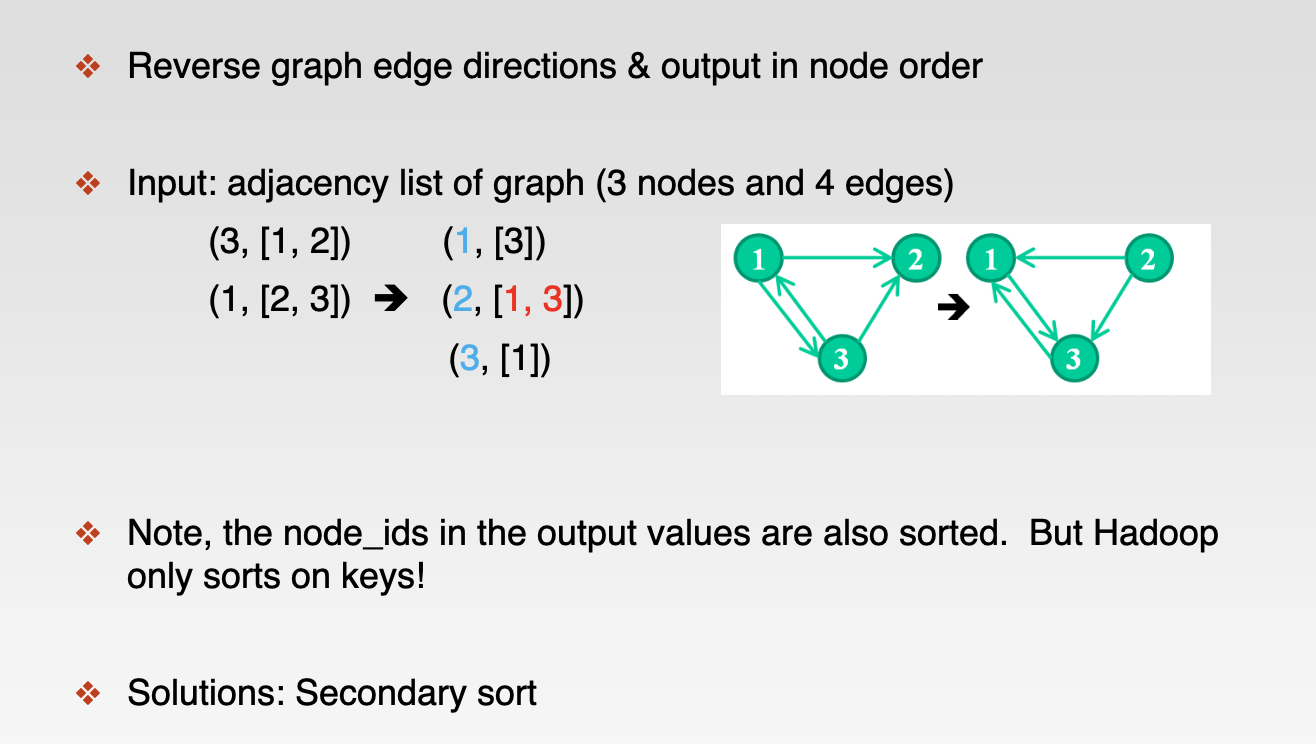 ❖ Reverse graph edge directions & output in node order
❖ Input: adjacency list of graph (3 nodes and 4 edges)
(3, [1, 2]) (1, [3])
(1, [2, 3]) ➔ (2, [1, 3])
(3, [1])
1 2 1 2
➔
3 3
❖ Note, the node_ids in the output values are also sorted. But Hadoop
only sorts on keys!
❖ Solutions: Secondary sort